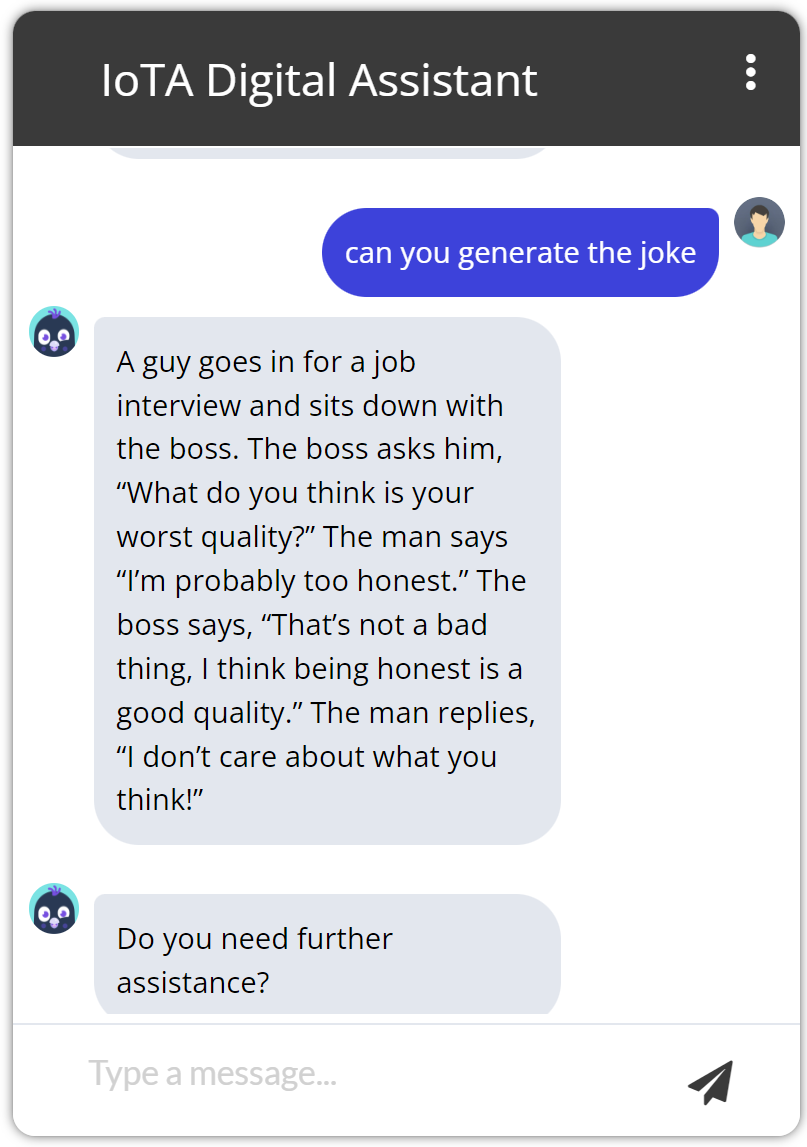 IoTA Digital Assistant
can you generate the joke
A guy goes in for a job
interview and sits down with
the boss. The boss asks him,
“What do you think is your
worst quality?” The man says
“I’m probably too honest.” The
boss says, “That’s not a bad
thing, I think being honest is a
good quality.” The man replies,
“I don’t care about what you
think!”
Do you need further
assistance?
Type a message...